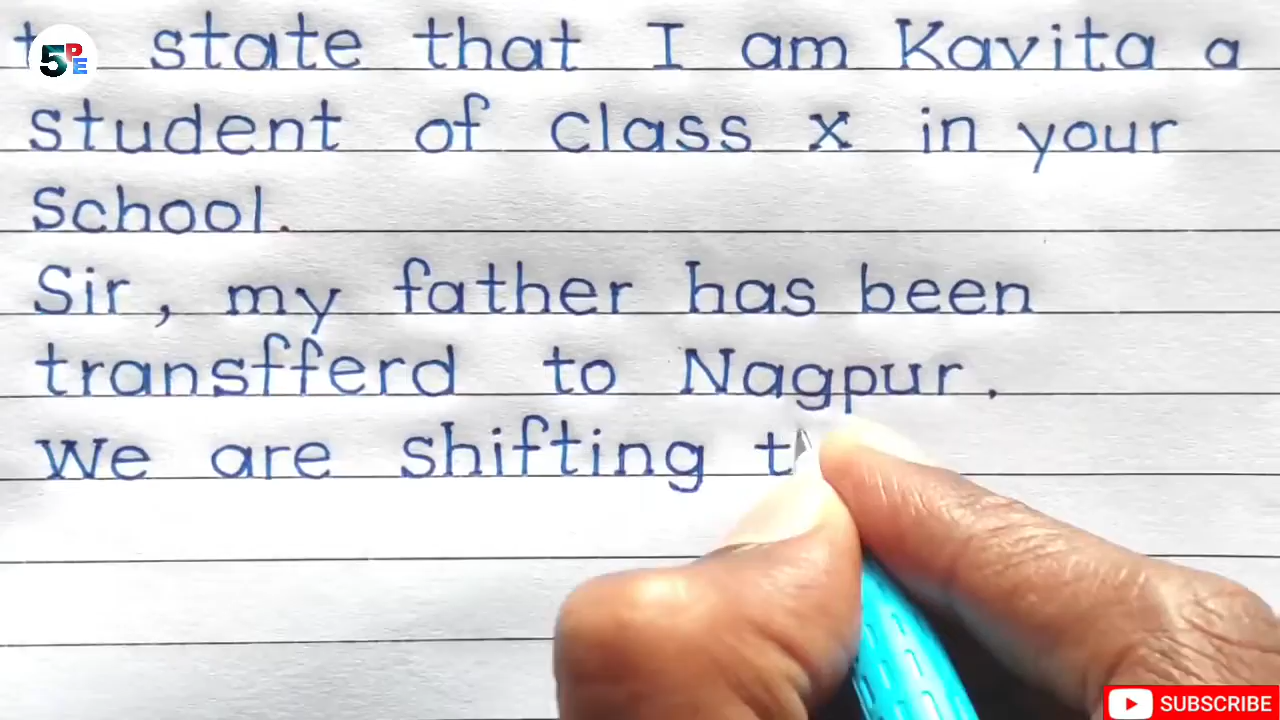 state that I am Kavita a
student of class x in your
School.
Sir, my father has been
transfferd to Nagpur.
We are shifting t
5PE
SUBSCRIBE